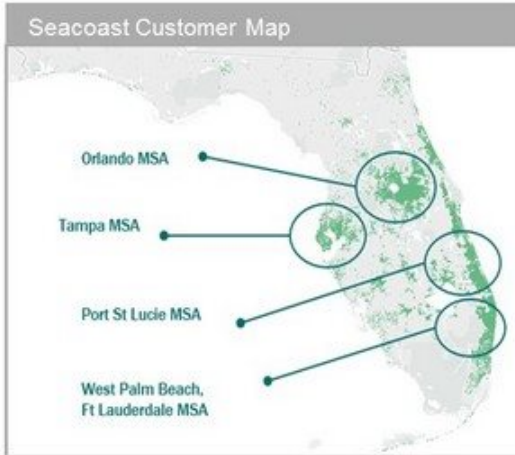 Seacoast Customer Map
Orlando MSA
Tampa MSA
Port St Lucie MSA
West Palm Beach,
Ft Lauderdale MSA